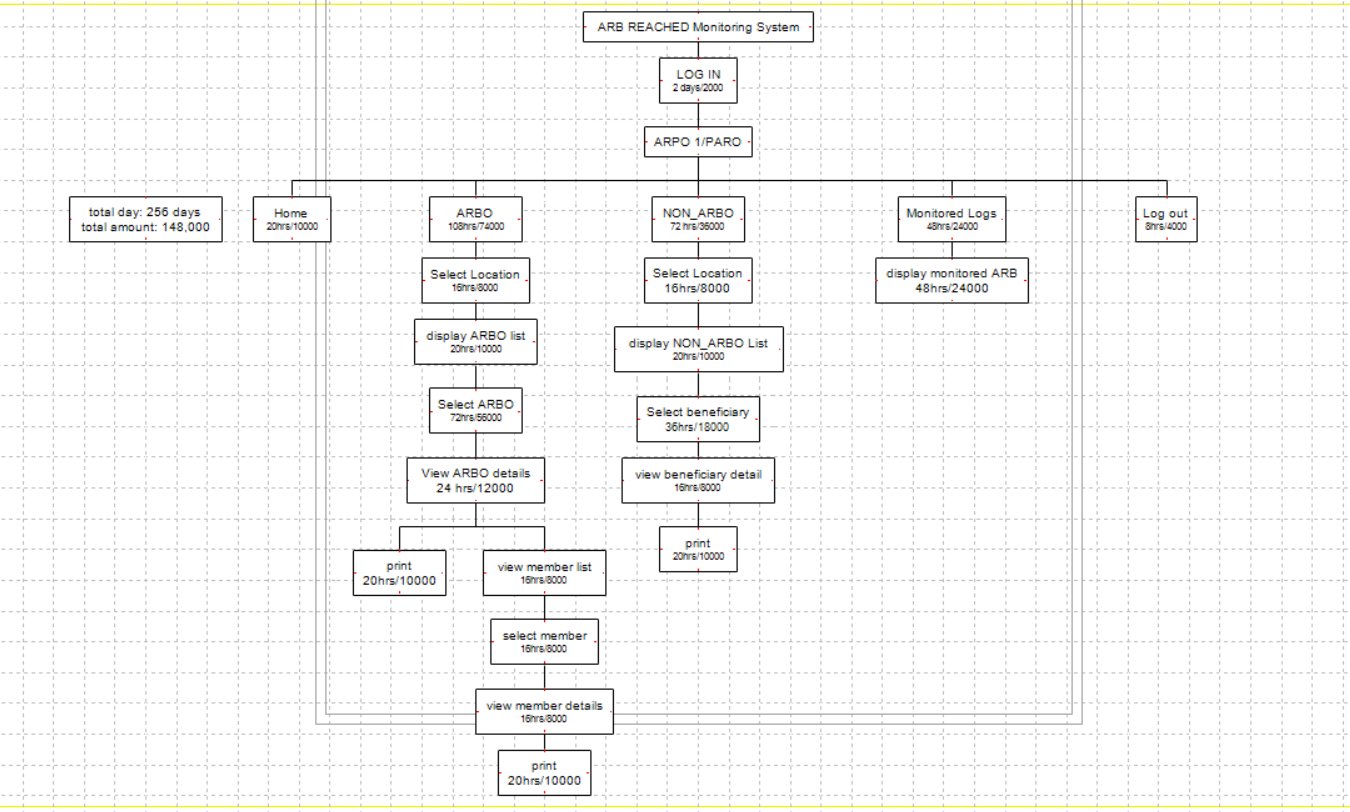 ARB REACHED Monitoring System
LOG IN
2 days/2000
ARPO 1/PARO
total day: 256 days
total amount: 148,000
Home
20hrs/10000
ARBO
108hrs/74000
NON_ARBO
72 hrs/36000
Monitored Logs
48hrs/24000
Log out
8hrs/4000
Select Location
16hrs/8000
Select Location
16hrs/8000
display monitored ARB
48hrs/24000
display ARBO list
20hrs/10000
display NON_ARBO List
20hrs/10000
Select ARBO
72hrs/56000
Select beneficiary
36hrs/18000
View ARBO details
24 hrs/12000
view beneficiary detail
16hrs/8000
print
20hrs/10000
view member list
16hrs/8000
print
20hrs/10000
select member
16hrs/8000
view member details
16hrs/8000
print
20hrs/10000